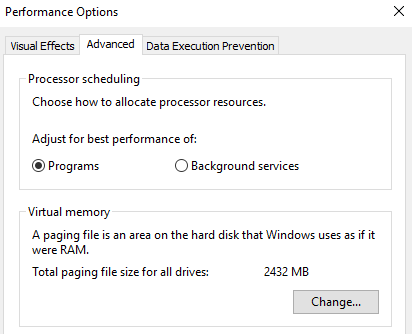 Performance Options
Visual Effects Advanced Data Execution Prevention
Processor scheduling
Choose how to allocate processor resources.
Adjust for best performance of:
Programs Background services
Virtual memory
A paging file is an area on the hard disk that Windows uses as if it
were RAM.
Total paging file size for all drives: 2432 MB
Change...